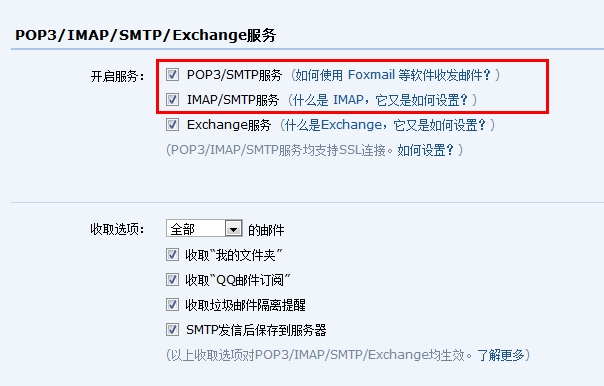 POP3/IMAP/SMTP/Exchange服务
开启服务： POP3/SMTP服务 (如何使用 Foxmail 等软件收发邮件？)
IMAP/SMTP服务 (什么是 IMAP，它又是如何设置？)
Exchange服务 (什么是Exchange，它又是如何设置？)
(POP3/IMAP/SMTP服务均支持SSL连接。如何设置？)
收取选项： 全部 的邮件
收取“我的文件夹”
收取“QQ邮件订阅”
收取垃圾邮件隔离提醒
SMTP发信后保存到服务器
(以上收取选项对POP3/IMAP/SMTP/Exchange均生效。了解更多)